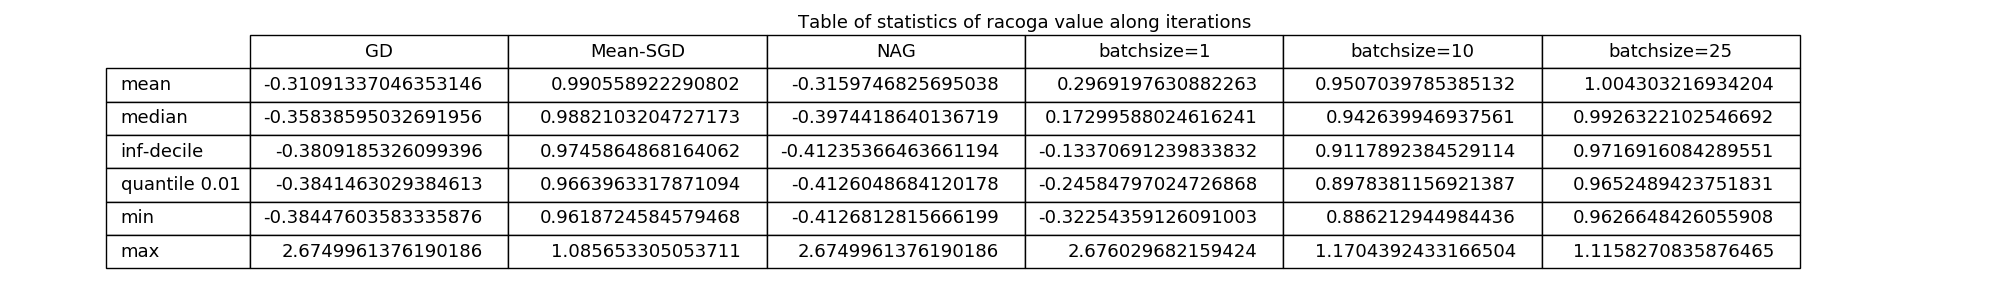 Table of statistics of racoga value along iterations
GD Mean-SGD NAG batchsize=1 batchsize=10 batchsize=25
mean -0.31091337046353146 0.990558922290802 -0.3159746825695038 0.2969197630882263 0.9507039785385132 1.004303216934204
median -0.35838595032691956 0.9882103204727173 -0.3974418640136719 0.17299588024616241 0.942639946937561 0.9926322102546692
inf-decile -0.3809185326099396 0.9745864868164062 -0.41235366463661194 -0.13370691239833832 0.9117892384529114 0.9716916084289551
quantile 0.01 -0.3841463029384613 0.9663963317871094 -0.4126048684120178 -0.24584797024726868 0.8978381156921387 0.9652489423751831
min -0.38447603583335876 0.9618724584579468 -0.4126812815666199 -0.32254359126091003 0.886212944984436 0.9626648426055908
max 2.6749961376190186 1.085653305053711 2.6749961376190186 2.676029682159424 1.1704392433166504 1.1158270835876465